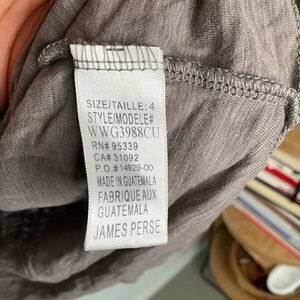 SIZE/TAILLE: 4
STYLE/MODELE#
WWG3988CU
RN# 95339
CA# 31092
P.O.#14929-00
MADE IN GUATEMALA
FABRIQUE AUX
GUATEMALA
JAMES PERSE